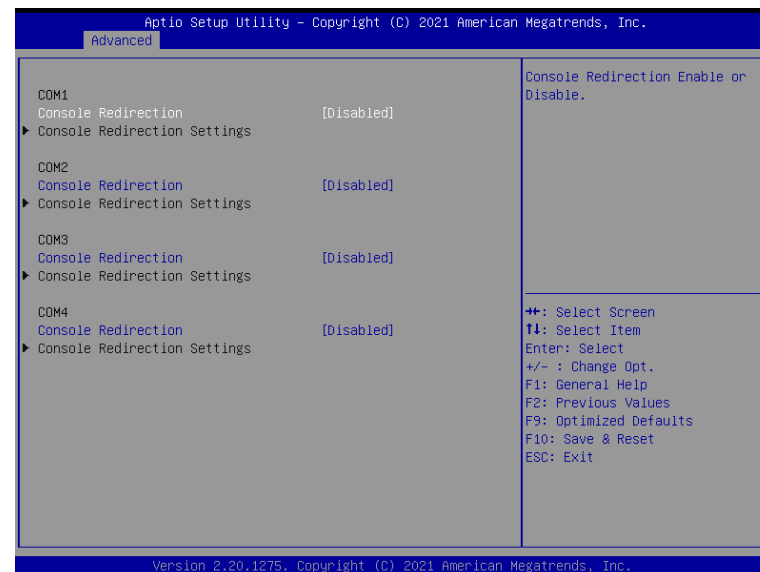 Aptio Setup Utility – Copyright (C) 2021 American Megatrends, Inc.
Advanced
COM1
Console Redirection [Disabled]
▶ Console Redirection Settings
COM2
Console Redirection [Disabled]
▶ Console Redirection Settings
COM3
Console Redirection [Disabled]
▶ Console Redirection Settings
COM4
Console Redirection [Disabled]
▶ Console Redirection Settings
Console Redirection Enable or
Disable.
→←: Select Screen
↑↓: Select Item
Enter: Select
+/- : Change Opt.
F1: General Help
F2: Previous Values
F9: Optimized Defaults
F10: Save & Reset
ESC: Exit
Version 2.20.1275. Copyright (C) 2021 American Megatrends, Inc.